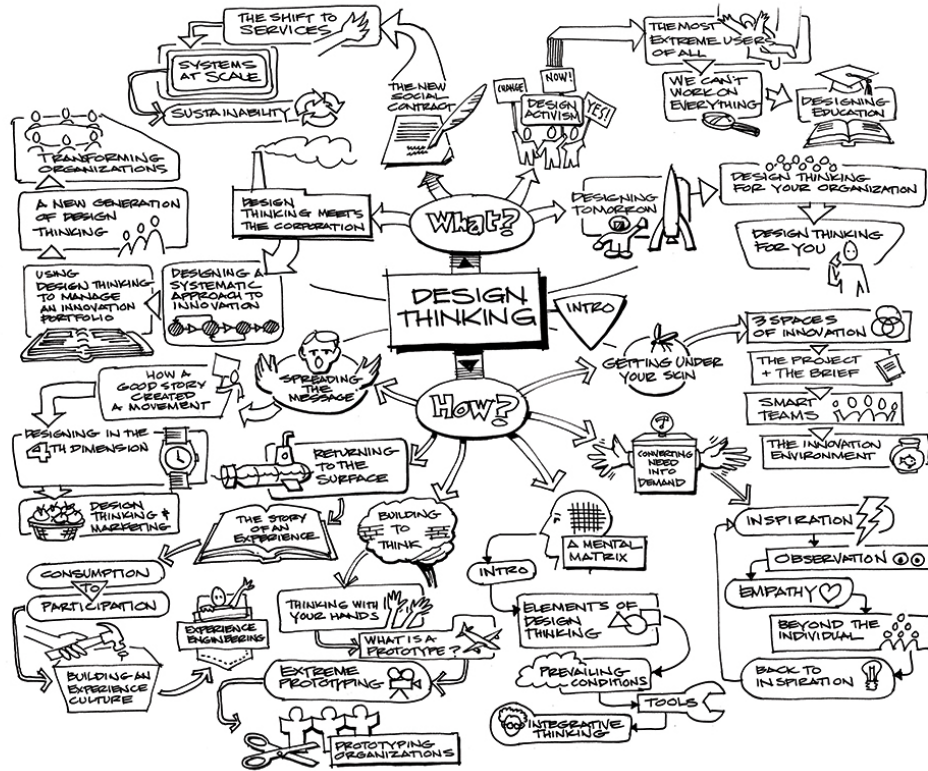 DESIGN
THINKING
INTRO
What?
THE NEW
SOCIAL
CONTRACT
THE SHIFT TO
SERVICES
SYSTEMS
AT SCALE
SUSTAINABILITY
CHANGE
NOW!
YES!
DESIGN
ACTIVISM
THE MOST
EXTREME USERS
OF ALL
WE CAN'T
WORK ON
EVERYTHING
DESIGNING
EDUCATION
DESIGNING
TOMORROW
DESIGN THINKING
FOR YOUR ORGANIZATION
DESIGN THINKING
FOR YOU
DESIGN
THINKING MEETS
THE CORPORATION
DESIGNING A
SYSTEMATIC
APPROACH TO
INNOVATION
USING
DESIGN THINKING
TO MANAGE
AN INNOVATION
PORTFOLIO
A NEW GENERATION
OF DESIGN
THINKING
TRANSFORMING
ORGANIZATIONS
How?
GETTING UNDER
YOUR SKIN
3 SPACES
OF INNOVATION
THE PROJECT
+ THE BRIEF
SMART
TEAMS
THE INNOVATION
ENVIRONMENT
CONVERTING
NEED
INTO
DEMAND
INSPIRATION
OBSERVATION
EMPATHY
BEYOND THE
INDIVIDUAL
BACK TO
INSPIRATION
A MENTAL
MATRIX
INTRO
ELEMENTS OF
DESIGN
THINKING
PREVAILING
CONDITIONS
TOOLS
INTEGRATIVE
THINKING
BUILDING
TO
THINK
THINKING WITH
YOUR HANDS
WHAT IS A
PROTOTYPE?
EXTREME
PROTOTYPING
PROTOTYPING
ORGANIZATIONS
RETURNING
TO THE
SURFACE
THE STORY
OF AN
EXPERIENCE
CONSUMPTION
TO
PARTICIPATION
BUILDING AN
EXPERIENCE
CULTURE
EXPERIENCE
ENGINEERING
SPREADING
THE
MESSAGE
HOW A
GOOD STORY
CREATED
A MOVEMENT
DESIGNING IN THE
4TH DIMENSION
DESIGN
THINKING &
MARKETING